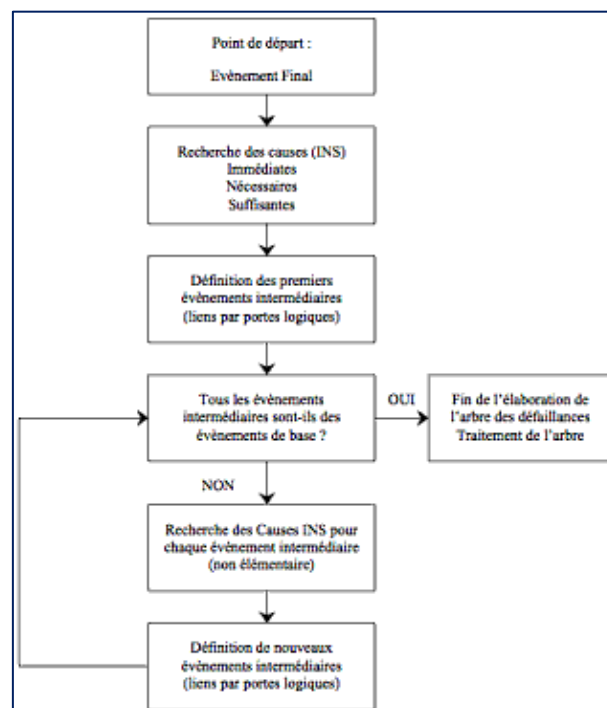 Point de départ :
Evènement Final
Recherche des causes (INS)
Immédiates
Nécessaires
Suffisantes
Définition des premiers
évènements intermédiaires
(liens par portes logiques)
Tous les évènements
intermédiaires sont-ils des
évènements de base ?
OUI
Fin de l'élaboration de
l'arbre des défaillances
Traitement de l'arbre
NON
Recherche des Causes INS pour
chaque événement intermédiaire
(non élémentaire)
Définition de nouveaux
évènements intermédiaires
(liens par portes logiques)